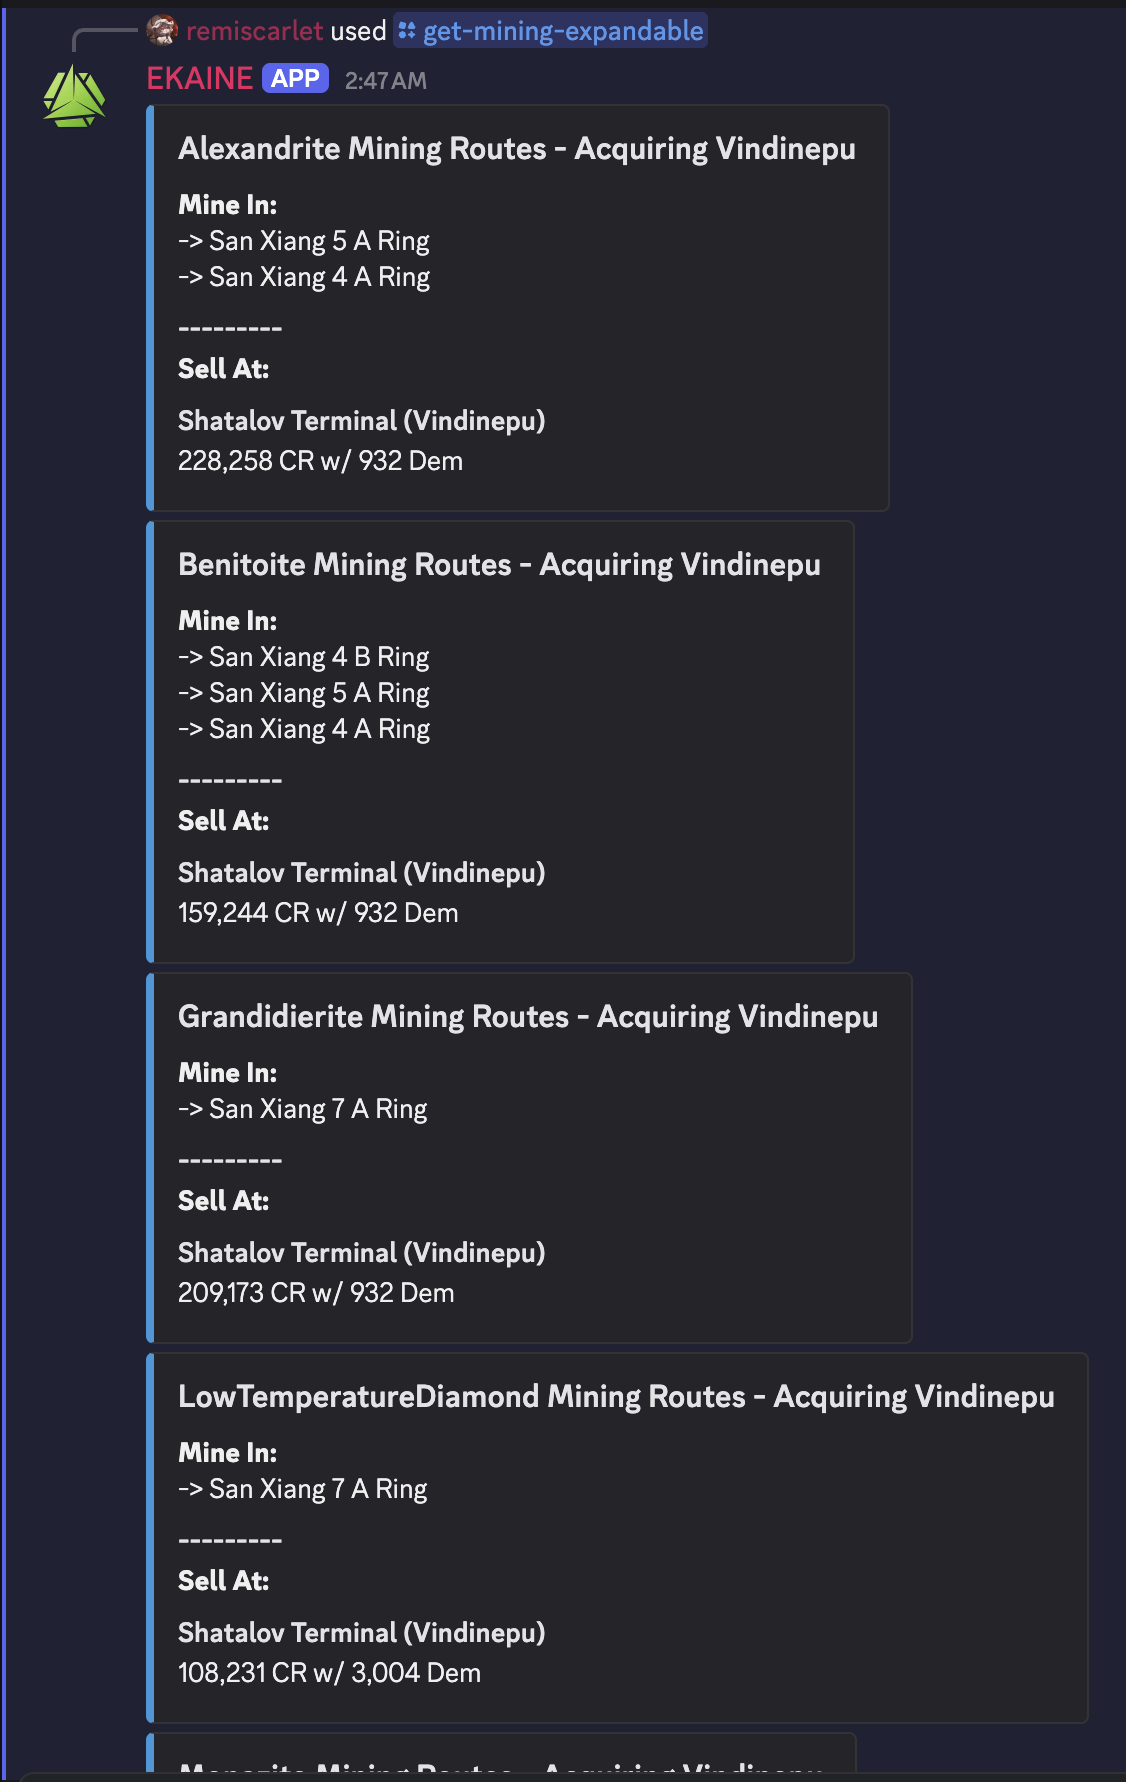 remiscarlet used get-mining-expandable
EKAINE APP 2:47 AM
Alexandrite Mining Routes - Acquiring Vindinepu
Mine In:
-> San Xiang 5 A Ring
-> San Xiang 4 A Ring
---------
Sell At:
Shatalov Terminal (Vindinepu)
228,258 CR w/ 932 Dem
Benitoite Mining Routes - Acquiring Vindinepu
Mine In:
-> San Xiang 4 B Ring
-> San Xiang 5 A Ring
-> San Xiang 4 A Ring
---------
Sell At:
Shatalov Terminal (Vindinepu)
159,244 CR w/ 932 Dem
Grandidierite Mining Routes - Acquiring Vindinepu
Mine In:
-> San Xiang 7 A Ring
---------
Sell At:
Shatalov Terminal (Vindinepu)
209,173 CR w/ 932 Dem
LowTemperatureDiamond Mining Routes - Acquiring Vindinepu
Mine In:
-> San Xiang 7 A Ring
---------
Sell At:
Shatalov Terminal (Vindinepu)
108,231 CR w/ 3,004 Dem
Monazite Mining Routes - Acquiring Vindinepu